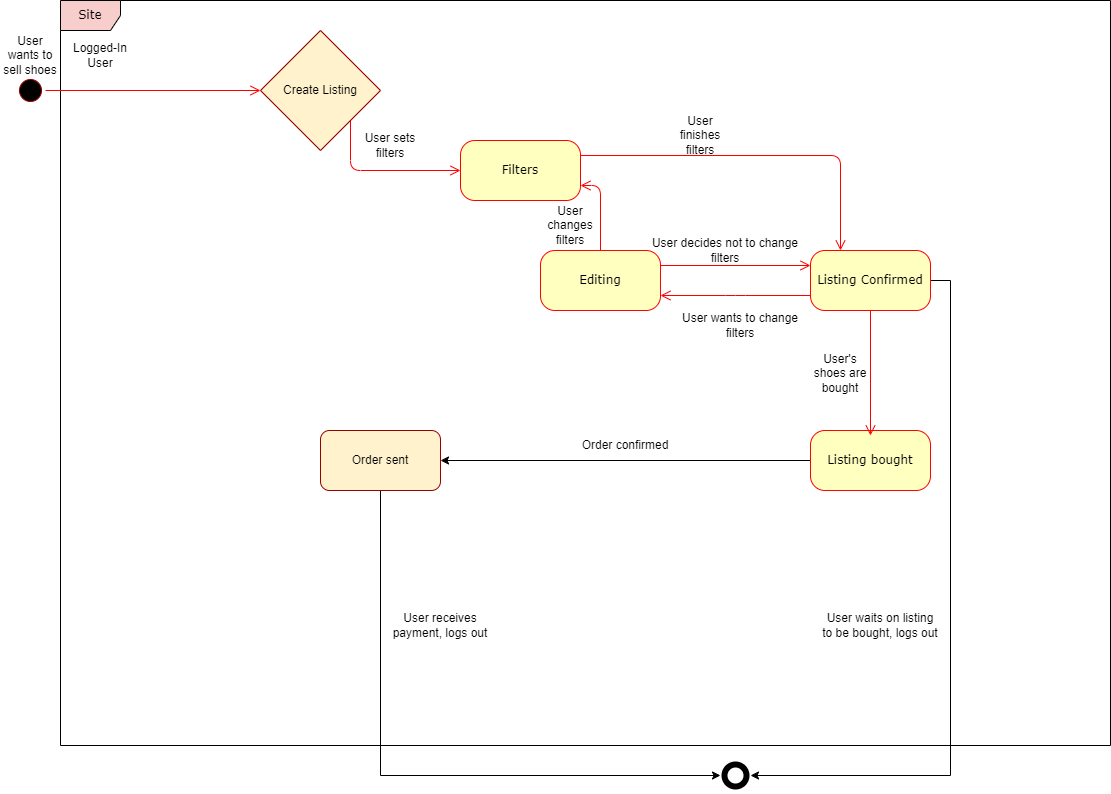 Site
User
wants to
sell shoes
Logged-In
User
Create Listing
User sets
filters
User
finishes
filters
Filters
User
changes
filters
User decides not to change
filters
Editing
Listing Confirmed
User wants to change
filters
User's
shoes are
bought
Order confirmed
Order sent
Listing bought
User receives
payment, logs out
User waits on listing
to be bought, logs out